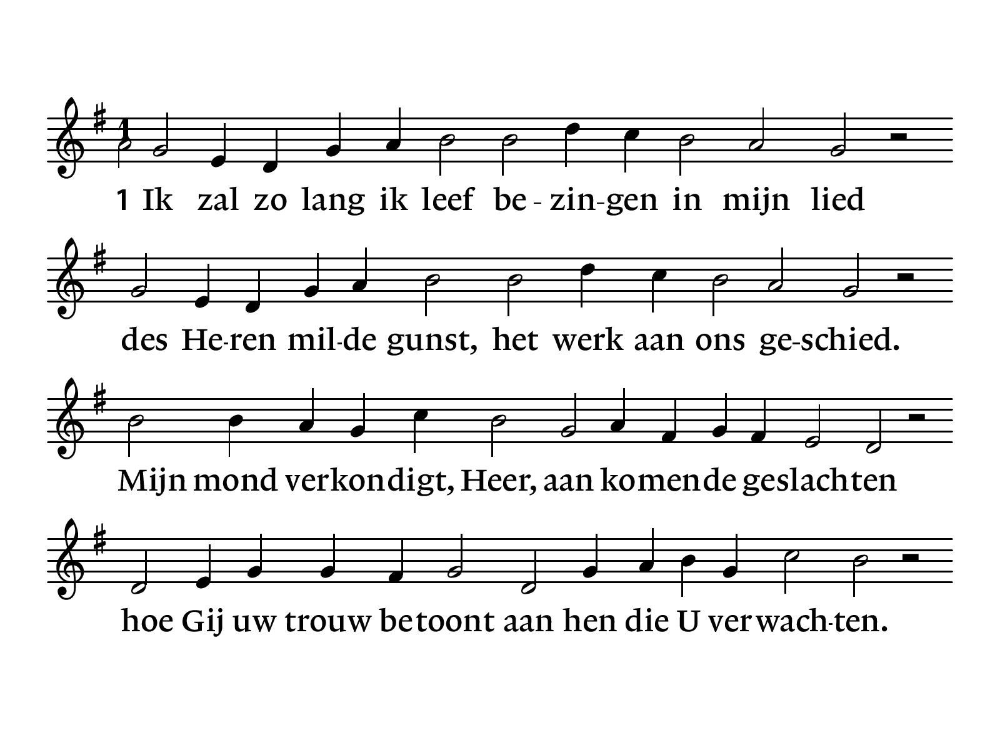 1 Ik zal zo lang ik leef be - zin-gen in mijn lied
des He-ren mil-de gunst, het werk aan ons ge-schied.
Mijn mond verkondigt, Heer, aan komende geslachten
hoe Gij uw trouw betoont aan hen die U verwach-ten.